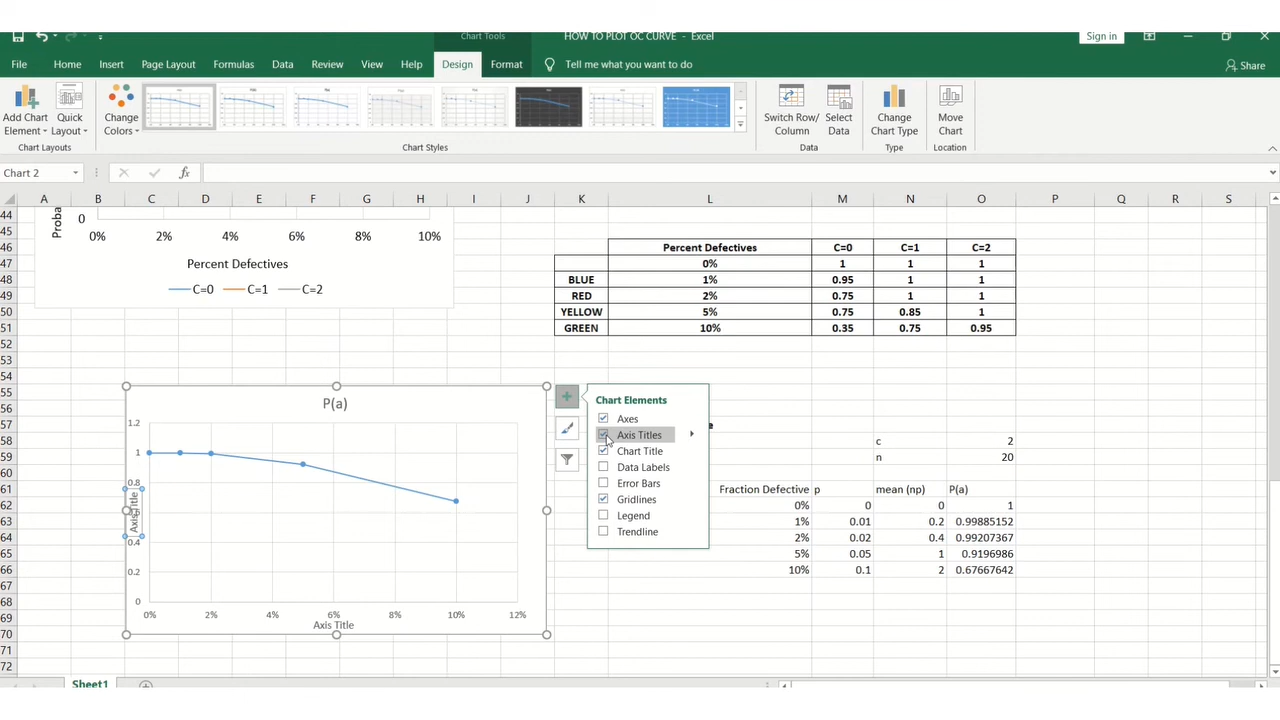 Chart Tools HOW TO PLOT OC CURVE - Excel Sign in
File Home Insert Page Layout Formulas Data Review View Help Design Format Tell me what you want to do Share
Add Chart Element Quick Layout Change Colors Switch Row/ Column Select Data Change Chart Type Move Chart
Chart Layouts Chart Styles Data Type Location
Chart 2 fx
A B C D E F G H I J K L M N O P Q R S
44
45
46
47
48
49
50
51
52
53
54
55
56
57
58
59
60
61
62
63
64
65
66
67
68
69
70
71
72
Proba
0
0% 2% 4% 6% 8% 10%
Percent Defectives
C=0 C=1 C=2
Percent Defectives C=0 C=1 C=2
0% 1 1 1
BLUE 1% 0.95 1 1
RED 2% 0.75 1 1
YELLOW 5% 0.75 0.85 1
GREEN 10% 0.35 0.75 0.95
P(a)
1.2
1
0.8
0.6
0.4
0.2
0
Axis Title
0% 2% 4% 6% 8% 10% 12%
Axis Title
Chart Elements
Axes
Axis Titles
Chart Title
Data Labels
Error Bars
Gridlines
Legend
Trendline
e
c 2
n 20
Fraction Defective p mean (np) P(a)
0% 0 0 1
1% 0.01 0.2 0.99885152
2% 0.02 0.4 0.99207367
5% 0.05 1 0.9196986
10% 0.1 2 0.67667642
Sheet1